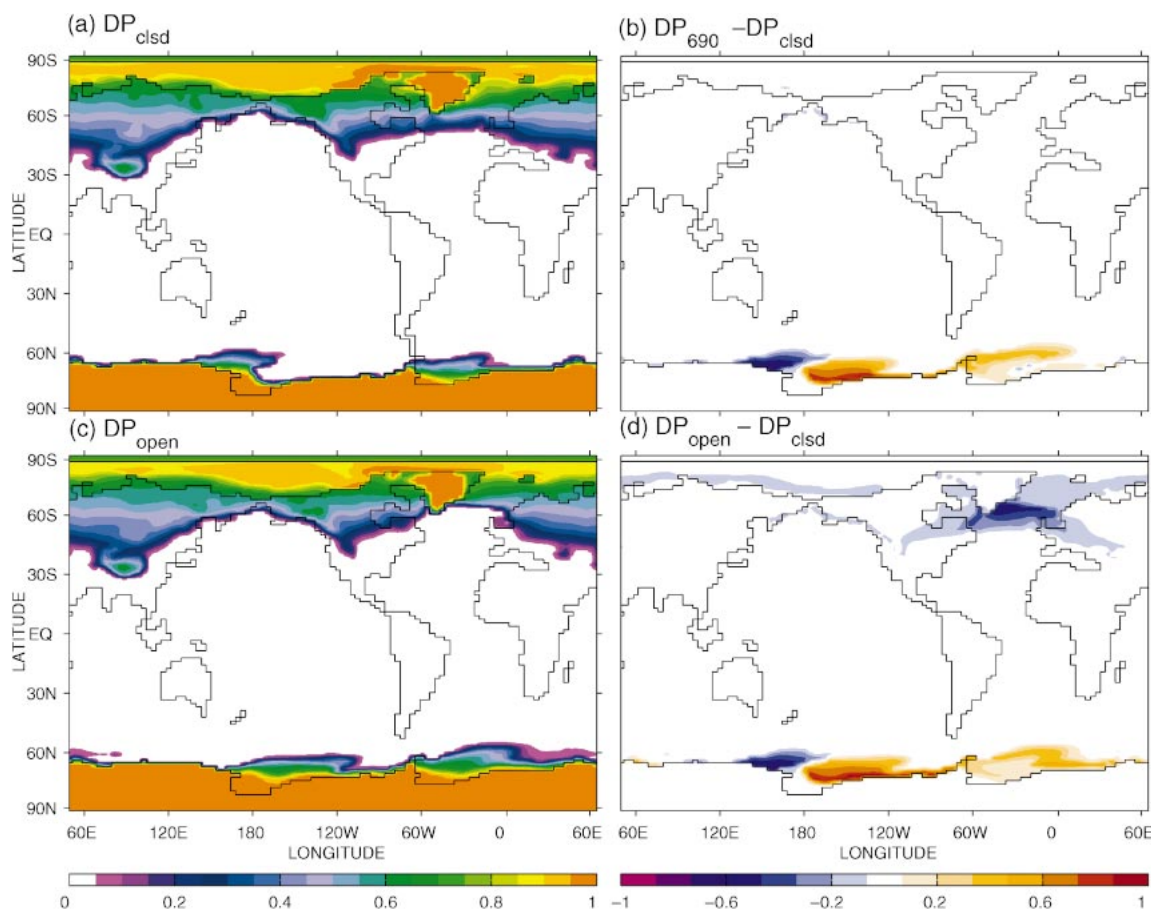 (a) DPclsd
(b) DP690 −DPclsd
90S
60S
30S
EQ
30N
60N
90N
LATITUDE
(c) DPopen
(d) DPopen − DPclsd
90S
60S
30S
EQ
30N
60N
90N
LATITUDE
60E 120E 180 120W 60W 0 60E
LONGITUDE
60E 120E 180 120W 60W 0 60E
LONGITUDE
0 0.2 0.4 0.6 0.8 1
−1 −0.6 −0.2 0.2 0.6 1